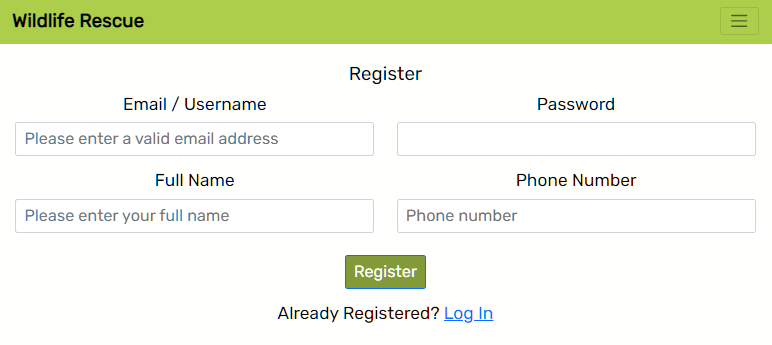 Wildlife Rescue
Register
Email / Username
Password
Please enter a valid email address
Full Name
Phone Number
Please enter your full name
Phone number
Register
Already Registered? Log In